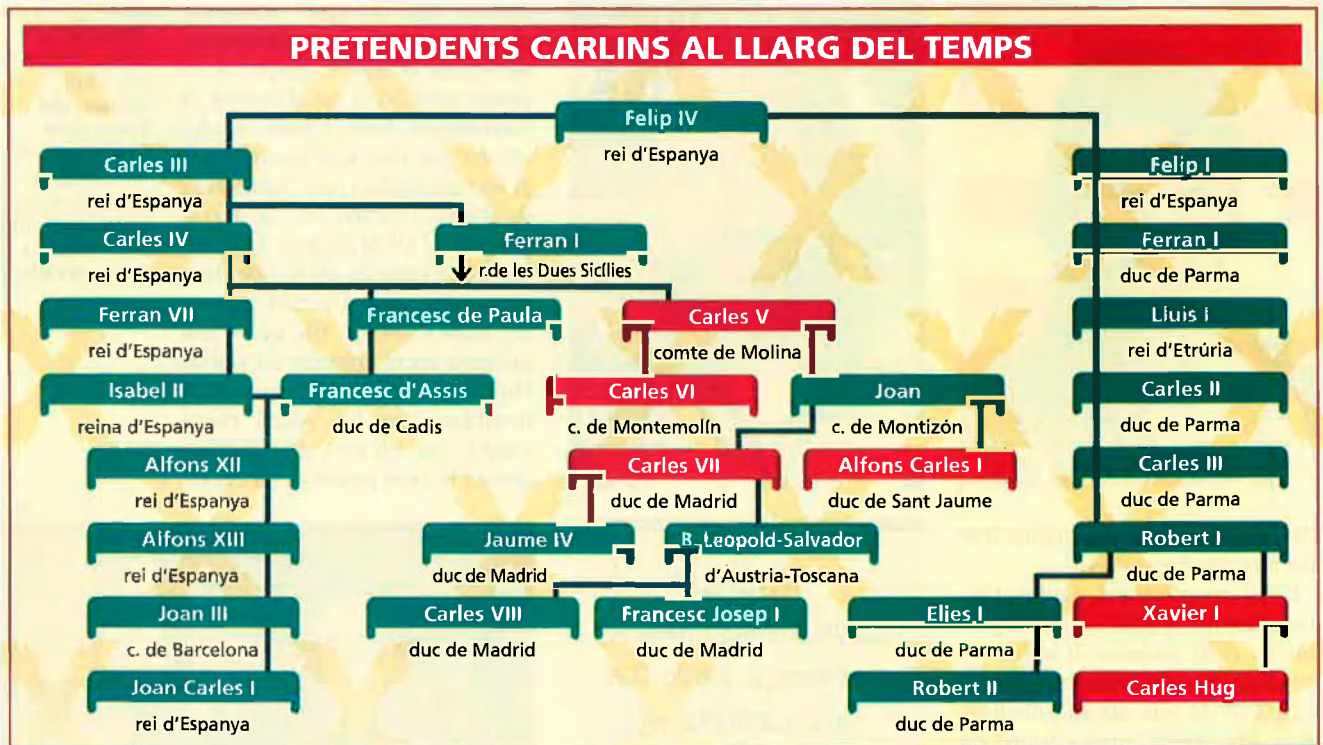 PRETENDENTS CARLINS AL LLARG DEL TEMPS
Felip IV
rei d'Espanya
Carles III
rei d'Espanya
Felip I
rei d'Espanya
Carles IV
rei d'Espanya
Ferran I
r.de les Dues Sicílies
Ferran I
duc de Parma
Ferran VII
rei d'Espanya
Francesc de Paula
Carles V
comte de Molina
Lluis I
rei d'Etrúria
Isabel II
reina d'Espanya
Francesc d'Assis
duc de Cadis
Carles VI
c. de Montemolín
Joan
c. de Montizón
Carles II
duc de Parma
Alfons XII
rei d'Espanya
Carles VII
duc de Madrid
Alfons Carles I
duc de Sant Jaume
Carles III
duc de Parma
Alfons XIII
rei d'Espanya
Jaume IV
duc de Madrid
B. Leopold-Salvador
d'Àustria-Toscana
Robert I
duc de Parma
Joan III
c. de Barcelona
Carles VIII
duc de Madrid
Francesc Josep I
duc de Madrid
Elies I
duc de Parma
Xavier I
Joan Carles I
rei d'Espanya
Robert II
duc de Parma
Carles Hug